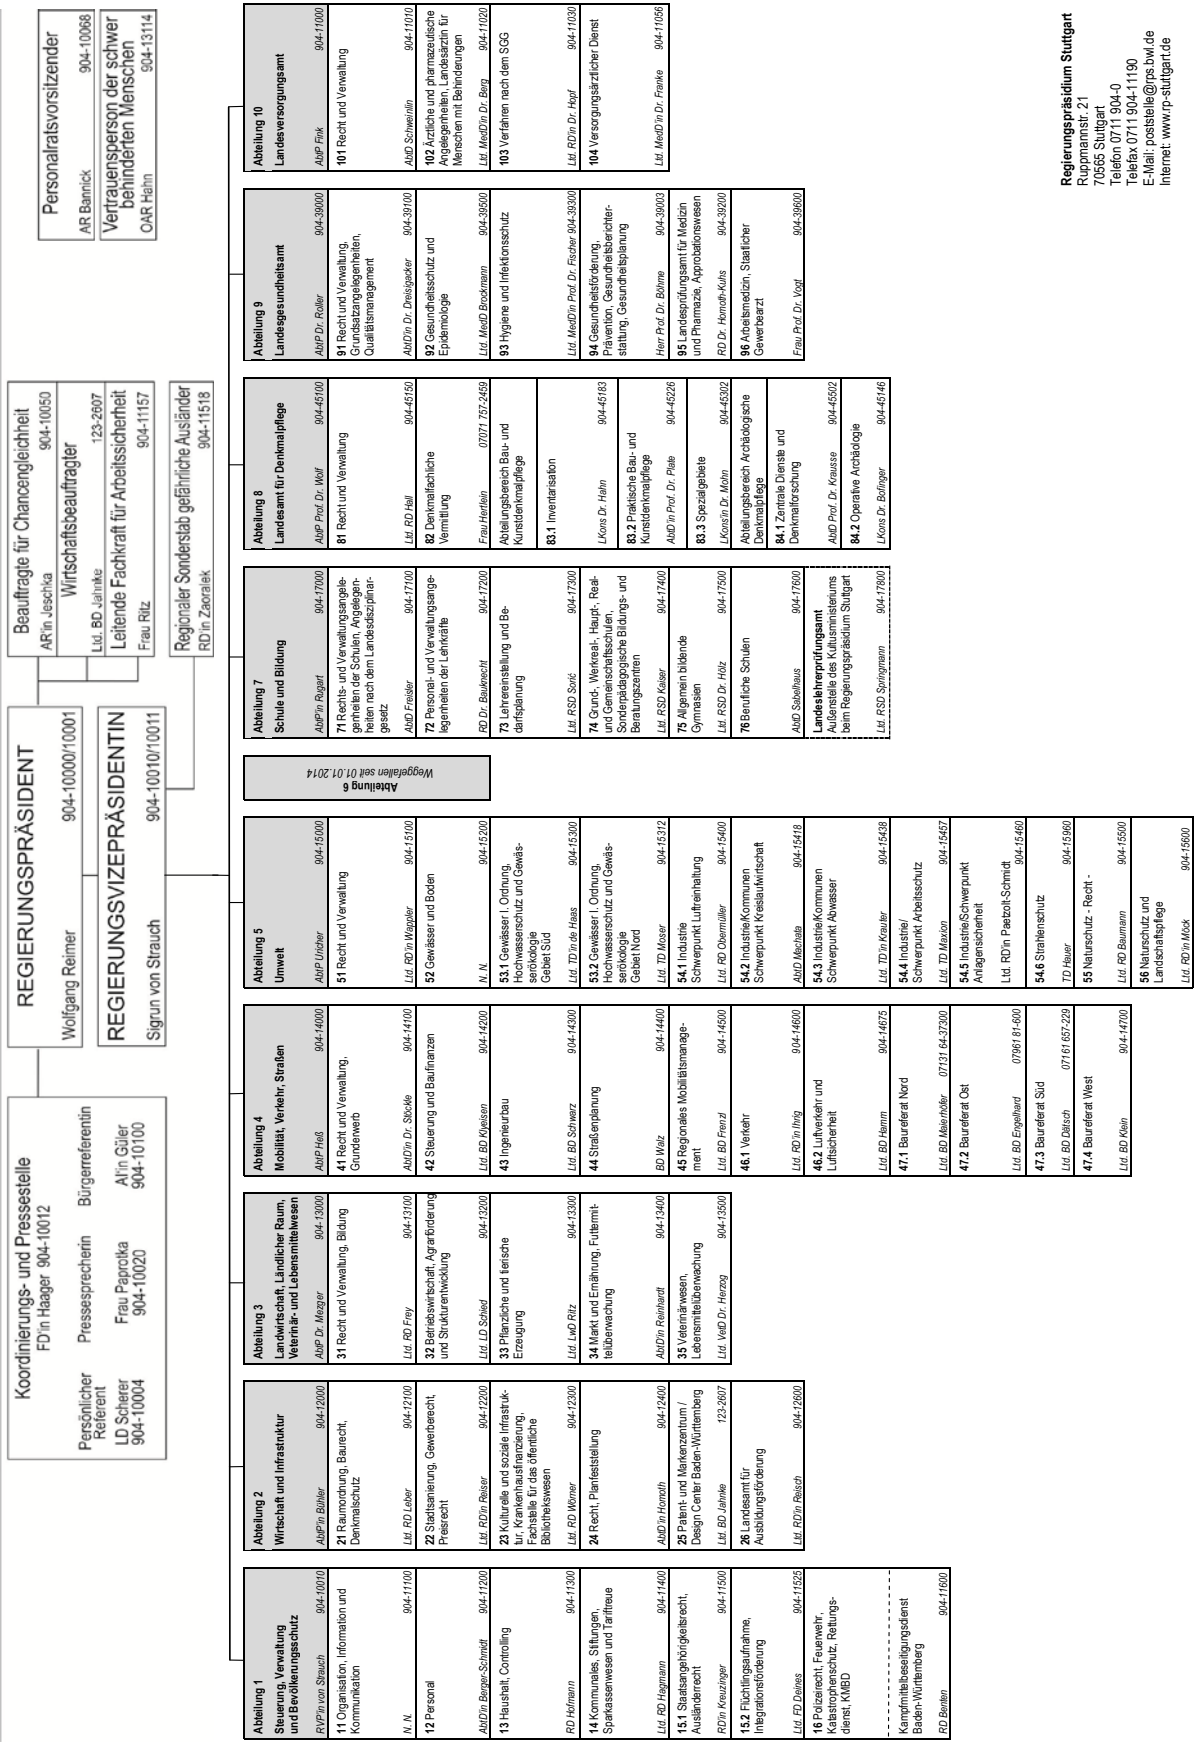 Koordinierungs- und Pressestelle
FD'in Haager 904-10012
Persönlicher Referent
LD Scherer
904-10004
Pressesprecherin
Frau Paprotka
904-10020
Bürgerreferentin
AI'in Güler
904-10100
REGIERUNGSPRÄSIDENT
Wolfgang Reimer 904-10000/10001
REGIERUNGSVIZEPRÄSIDENTIN
Sigrun von Strauch 904-10010/10011
Beauftragte für Chancengleichheit
AR'in Jeschka 904-10050
Wirtschaftsbeauftragter
Ltd. BD Jahnke 123-2607
Leitende Fachkraft für Arbeitssicherheit
Frau Ritz 904-11157
Regionaler Sonderstab gefährliche Ausländer
RD'in Zaoralek 904-11518
Personalratsvorsitzender
AR Bannick 904-10068
Vertrauensperson der schwer
behinderten Menschen
OAR Hahn 904-13114
Abteilung 1
Steuerung, Verwaltung
und Bevölkerungsschutz
RVP'in von Strauch 904-10010
11 Organisation, Information und
Kommunikation
N. N. 904-11100
12 Personal
AbtD'in Berger-Schmidt 904-11200
13 Haushalt, Controlling
RD Hofmann 904-11300
14 Kommunales, Stiftungen,
Sparkassenwesen und Tariftreue
Ltd. RD Hagmann 904-11400
15.1 Staatsangehörigkeitsrecht,
Ausländerrecht
RD'in Kreuzinger 904-11500
15.2 Flüchtlingsaufnahme,
Integrationsförderung
Ltd. FD Deines 904-11525
16 Polizeirecht, Feuerwehr,
Katastrophenschutz, Rettungs-
dienst, KMBD
Kampfmittelbeseitigungsdienst
Baden-Württemberg
RD Benten 904-11600
Abteilung 2
Wirtschaft und Infrastruktur
AbtP'in Bühler 904-12000
21 Raumordnung, Baurecht,
Denkmalschutz
Ltd. RD Leber 904-12100
22 Stadtsanierung, Gewerberecht,
Preisrecht
Ltd. RD'in Reiser 904-12200
23 Kulturelle und soziale Infrastruk-
tur, Krankenhausfinanzierung,
Fachstelle für das öffentliche
Bibliothekswesen
Ltd. RD Wörner 904-12300
24 Recht, Planfeststellung
AbtD'in Homoth 904-12400
25 Patent- und Markenzentrum /
Design Center Baden-Württemberg
Ltd. BD Jahnke 123-2607
26 Landesamt für
Ausbildungsförderung
Ltd. RD'in Reisch 904-12600
Abteilung 3
Landwirtschaft, Ländlicher Raum,
Veterinär- und Lebensmittelwesen
AbtP Dr. Mezger 904-13000
31 Recht und Verwaltung, Bildung
Ltd. RD Frey 904-13100
32 Betriebswirtschaft, Agrarförderung
und Strukturentwicklung
Ltd. LD Schied 904-13200
33 Pflanzliche und tierische
Erzeugung
Ltd. LwD Ritz 904-13300
34 Markt und Ernährung, Futtermit-
telüberwachung
AbtD'in Reinhardt 904-13400
35 Veterinärwesen,
Lebensmittelüberwachung
Ltd. VetD Dr. Herzog 904-13500
Abteilung 4
Mobilität, Verkehr, Straßen
AbtP Heß 904-14000
41 Recht und Verwaltung,
Grunderwerb
AbtD'in Dr. Stöckle 904-14100
42 Steuerung und Baufinanzen
Ltd. BD Klyeisen 904-14200
43 Ingenieurbau
Ltd. BD Schwarz 904-14300
44 Straßenplanung
BD Walz 904-14400
45 Regionales Mobilitätsmanage-
ment
Ltd. BD Frenzl 904-14500
46.1 Verkehr
Ltd. RD'in Ihrig 904-14600
46.2 Luftverkehr und
Luftsicherheit
Ltd. BD Hamm 904-14675
47.1 Baureferat Nord
Ltd. BD Maierhöfer 07131 64-37300
47.2 Baureferat Ost
Ltd. BD Engelhard 07961 81-600
47.3 Baureferat Süd
Ltd. BD Dätsch 07161 657-229
47.4 Baureferat West
Ltd. BD Klein 904-14700
Abteilung 5
Umwelt
AbtP Uricher 904-15000
51 Recht und Verwaltung
Ltd. RD'in Wappler 904-15100
52 Gewässer und Boden
N. N. 904-15200
53.1 Gewässer I. Ordnung,
Hochwasserschutz und Gewäs-
serökologie
Gebiet Süd
Ltd. TD'in de Haas 904-15300
53.2 Gewässer I. Ordnung,
Hochwasserschutz und Gewäs-
serökologie
Gebiet Nord
Ltd. TD Moser 904-15312
54.1 Industrie
Schwerpunkt Luftreinhaltung
Ltd. RD Obermüller 904-15400
54.2 Industrie/Kommunen
Schwerpunkt Kreislaufwirtschaft
AbtD Mechata 904-15418
54.3 Industrie/Kommunen
Schwerpunkt Abwasser
Ltd. TD'in Krauter 904-15438
54.4 Industrie/
Schwerpunkt Arbeitsschutz
Ltd. TD Marion 904-15457
54.5 Industrie/Schwerpunkt
Anlagensicherheit
Ltd. RD'in Paetzolt-Schmidt 904-15460
54.6 Strahlenschutz
TD Heuer 904-15960
55 Naturschutz - Recht -
Ltd. RD Baumann 904-15500
56 Naturschutz und
Landschaftspflege
Ltd. RD'in Möck 904-15600
Abteilung 6
Weggefallen seit 01.01.2014
Abteilung 7
Schule und Bildung
AbtP'in Rugart 904-17000
71 Rechts- und Verwaltungsangele-
genheiten der Schulen, Angelegen-
heiten nach dem Landesdisziplinar-
gesetz
AbtD Freisler 904-17100
72 Personal- und Verwaltungsange-
legenheiten der Lehrkräfte
RD Dr. Bauknecht 904-17200
73 Lehrereinstellung und Be-
darfsplanung
Ltd. RSD Sorić 904-17300
74 Grund-, Werkreal-, Haupt-, Real-
und Gemeinschaftsschulen,
Sonderpädagogische Bildungs- und
Beratungszentren
Ltd. RSD Kaiser 904-17400
75 Allgemein bildende
Gymnasien
Ltd. RSD Dr. Hölz 904-17500
76 Berufliche Schulen
AbtD Sabelhaus 904-17600
Landeslehrerprüfungsamt
Außenstelle des Kultusministeriums
beim Regierungspräsidium Stuttgart
Ltd. RSD Springmann 904-17800
Abteilung 8
Landesamt für Denkmalpflege
AbtP Prof. Dr. Wolf 904-45100
81 Recht und Verwaltung
Ltd. RD Hall 904-45150
82 Denkmalfachliche
Vermittlung
Frau Hertlein 07071 757-2459
Abteilungsbereich Bau- und
Kunstdenkmalpflege
83.1 Inventarisation
LKons Dr. Hahn 904-45183
83.2 Praktische Bau- und
Kunstdenkmalpflege
AbtD'in Prof. Dr. Plate 904-45226
83.3 Spezialgebiete
LKons'in Dr. Mohn 904-45302
Abteilungsbereich Archäologische
Denkmalpflege
84.1 Zentrale Dienste und
Denkmalforschung
AbtD Prof. Dr. Krausse 904-45502
84.2 Operative Archäologie
LKons Dr. Bofinger 904-45146
Abteilung 9
Landesgesundheitsamt
AbtP Dr. Roller 904-39000
91 Recht und Verwaltung,
Grundsatzangelegenheiten,
Qualitätsmanagement
AbtD'in Dr. Dreisigacker 904-39100
92 Gesundheitsschutz und
Epidemiologie
Ltd. MedD Brockmann 904-39500
93 Hygiene und Infektionsschutz
Ltd. MedD'in Prof. Dr. Fischer 904-39300
94 Gesundheitsförderung,
Prävention, Gesundheitsberichter-
stattung, Gesundheitsplanung
Herr Prof. Dr. Böhme 904-39003
95 Landesprüfungsamt für Medizin
und Pharmazie, Approbationswesen
RD Dr. Homoth-Kuhs 904-39200
96 Arbeitsmedizin, Staatlicher
Gewerbearzt
Frau Prof. Dr. Vogt 904-39600
Abteilung 10
Landesversorgungsamt
AbtP Fink 904-11000
101 Recht und Verwaltung
AbtD Schweinlin 904-11010
102 Ärztliche und pharmazeutische
Angelegenheiten, Landesärztin für
Menschen mit Behinderungen
Ltd. MedD'in Dr. Berg 904-11020
103 Verfahren nach dem SGG
Ltd. RD'in Dr. Hopf 904-11030
104 Versorgungsärztlicher Dienst
Ltd. MedD'in Dr. Franke 904-11056
Regierungspräsidium Stuttgart
Ruppmannstr. 21
70565 Stuttgart
Telefon 0711 904-0
Telefax 0711 904-11190
E-Mail: poststelle@rps.bwl.de
Internet: www.rp-stuttgart.de